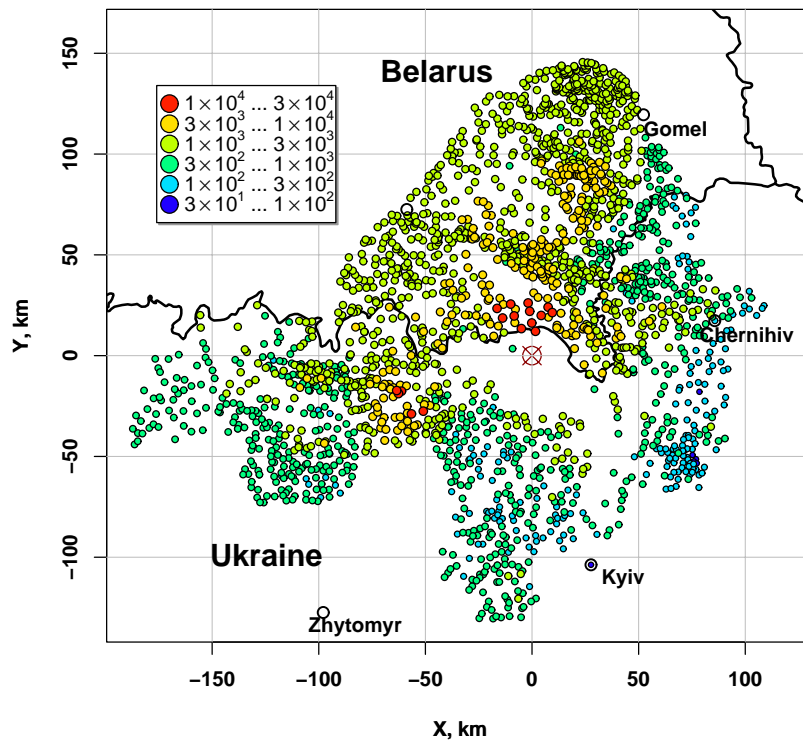 Belarus
1×10⁴ ... 3×10⁴
3×10³ ... 1×10⁴
1×10³ ... 3×10³
3×10² ... 1×10³
1×10² ... 3×10²
3×10¹ ... 1×10²
Gomel
Chernihiv
Ukraine
Kyiv
Zhytomyr
150
100
50
0
−50
−100
Y, km
−150
−100
−50
0
50
100
X, km